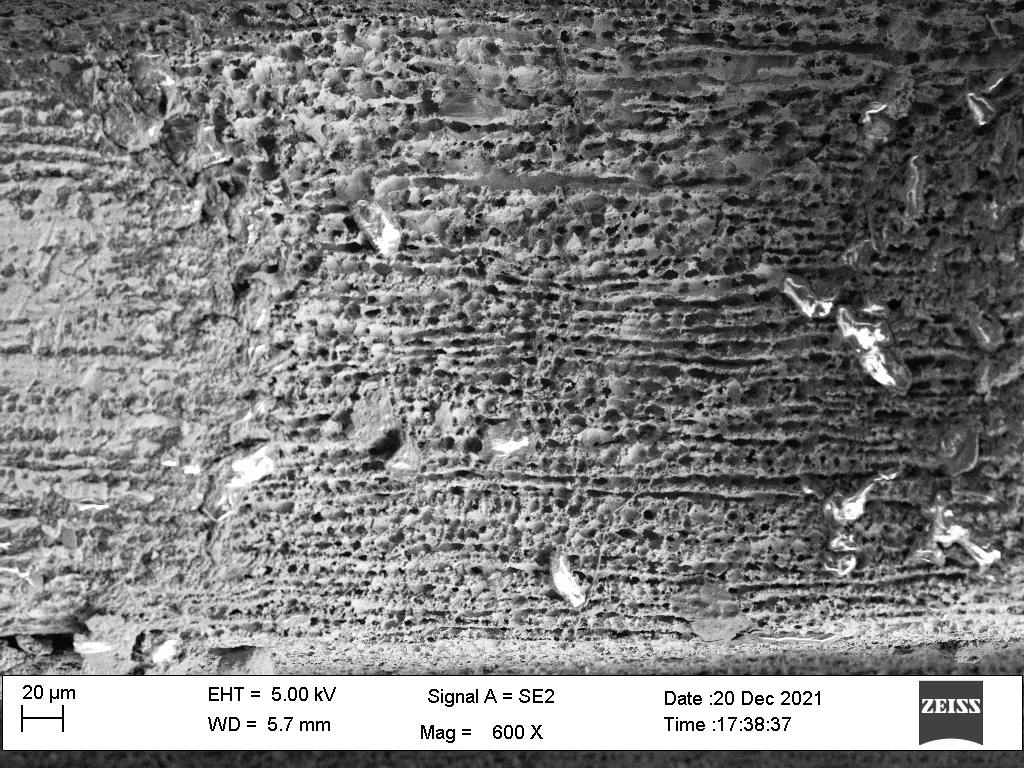 20 µm
EHT = 5.00 kV
WD = 5.7 mm
Signal A = SE2
Mag = 600 X
Date :20 Dec 2021
Time :17:38:37
ZEISS